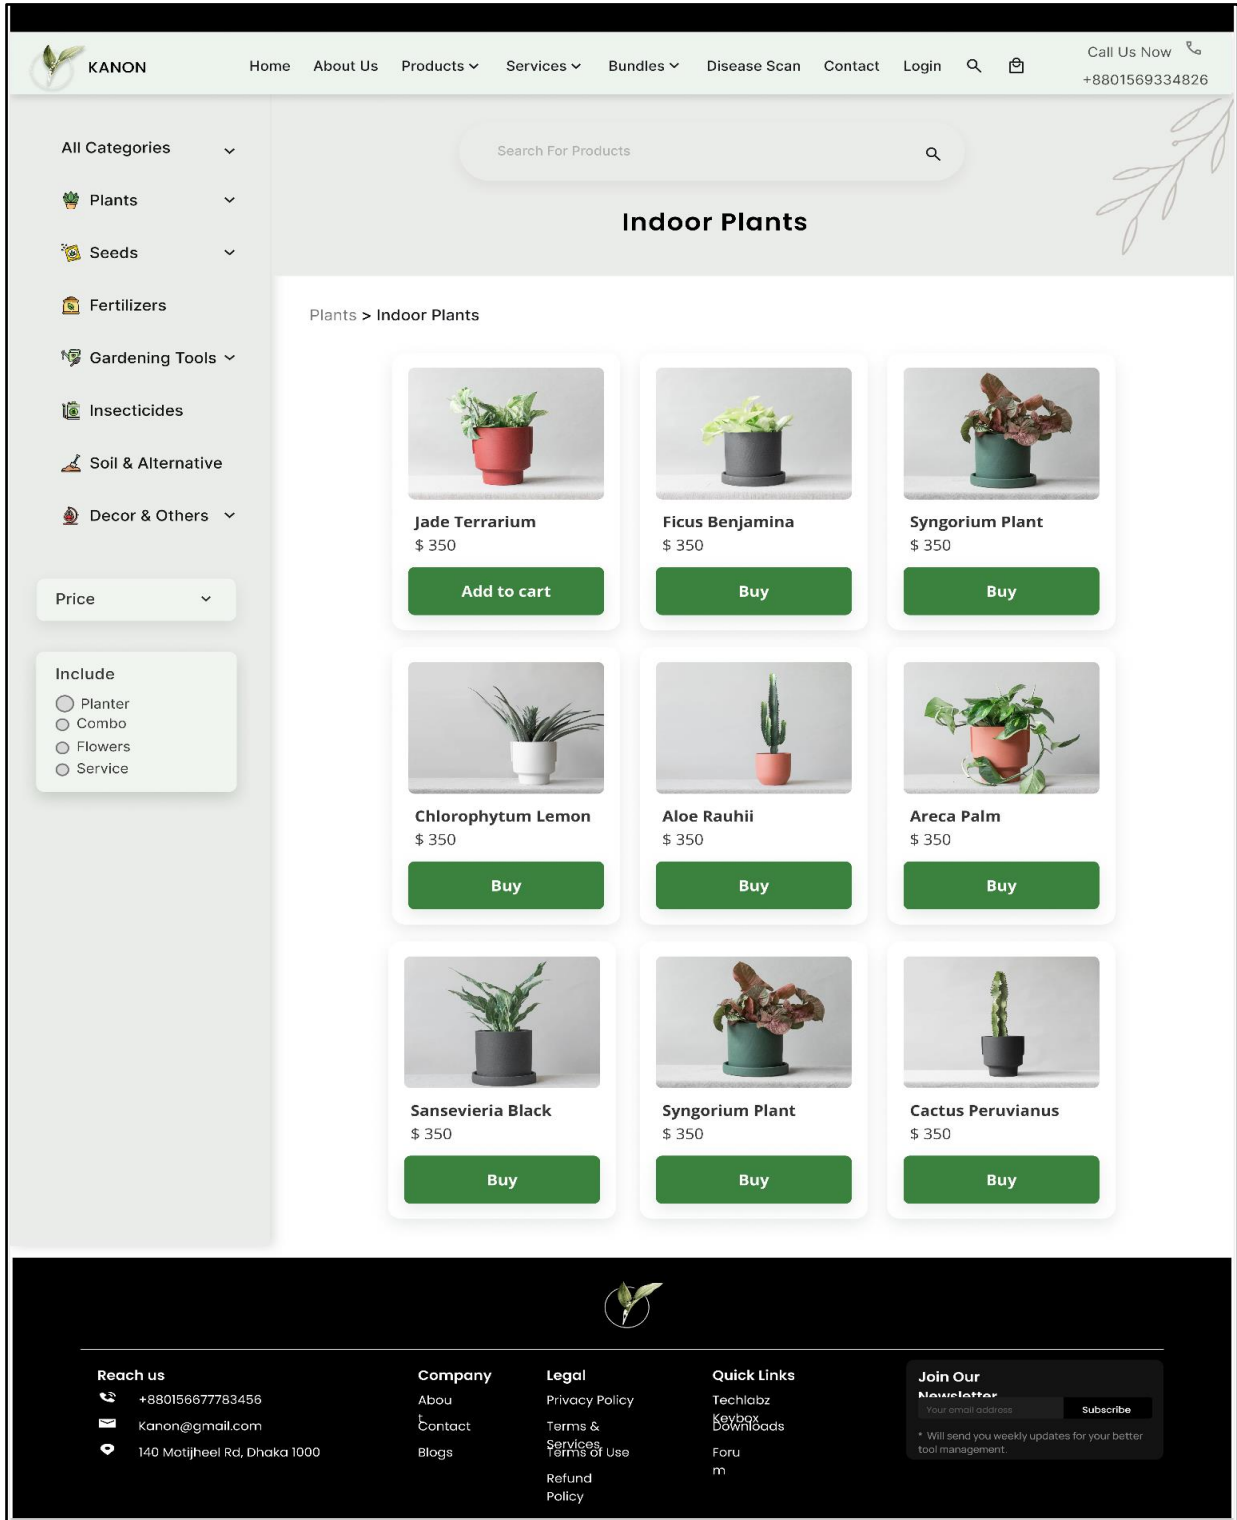 KANON
Home About Us Products Services Bundles Disease Scan Contact Login
Call Us Now
+8801569334826
All Categories
Plants
Seeds
Fertilizers
Gardening Tools
Insecticides
Soil & Alternative
Decor & Others
Price
Include
Planter
Combo
Flowers
Service
Search For Products
Indoor Plants
Plants > Indoor Plants
Jade Terrarium
$ 350
Add to cart
Ficus Benjamina
$ 350
Buy
Syngorium Plant
$ 350
Buy
Chlorophytum Lemon
$ 350
Buy
Aloe Rauhii
$ 350
Buy
Areca Palm
$ 350
Buy
Sansevieria Black
$ 350
Buy
Syngorium Plant
$ 350
Buy
Cactus Peruvianus
$ 350
Buy
Reach us
+880156677783456
Kanon@gmail.com
140 Motijheel Rd, Dhaka 1000
Company
Abou
t
Contact
Blogs
Legal
Privacy Policy
Terms &
Services
Terms of Use
Refund
Policy
Quick Links
Techlabz
Keybox
Downloads
Foru
m
Join Our
Newsletter
Your email address
Subscribe
* Will send you weekly updates for your better
tool management.